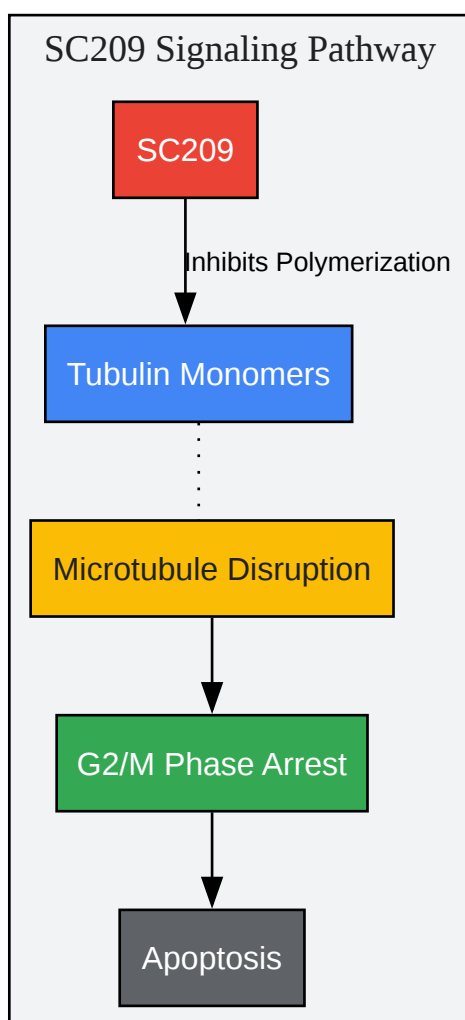 SC209 Signaling Pathway
SC209
Inhibits Polymerization
Tubulin Monomers
Microtubule Disruption
G2/M Phase Arrest
Apoptosis